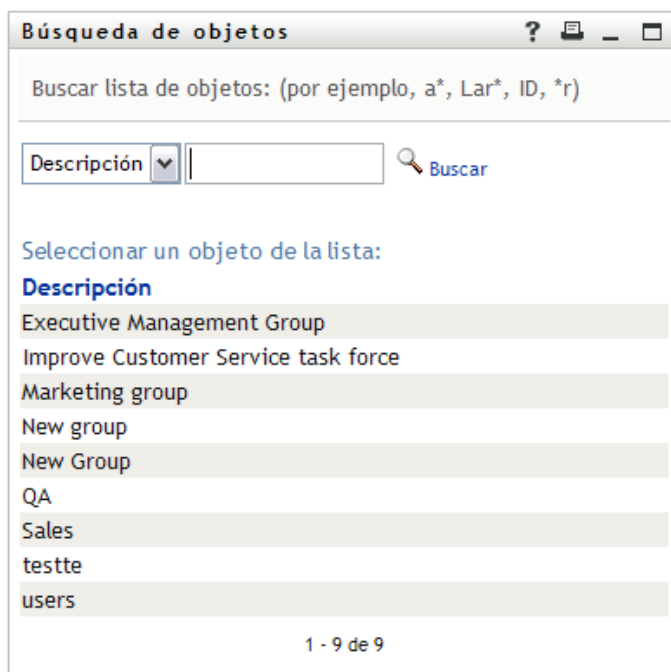 Búsqueda de objetos ?
Buscar lista de objetos: (por ejemplo, a*, Lar*, ID, *r)
Descripción Buscar
Seleccionar un objeto de la lista:
Descripción
Executive Management Group
Improve Customer Service task force
Marketing group
New group
New Group
QA
Sales
testte
users
1 - 9 de 9